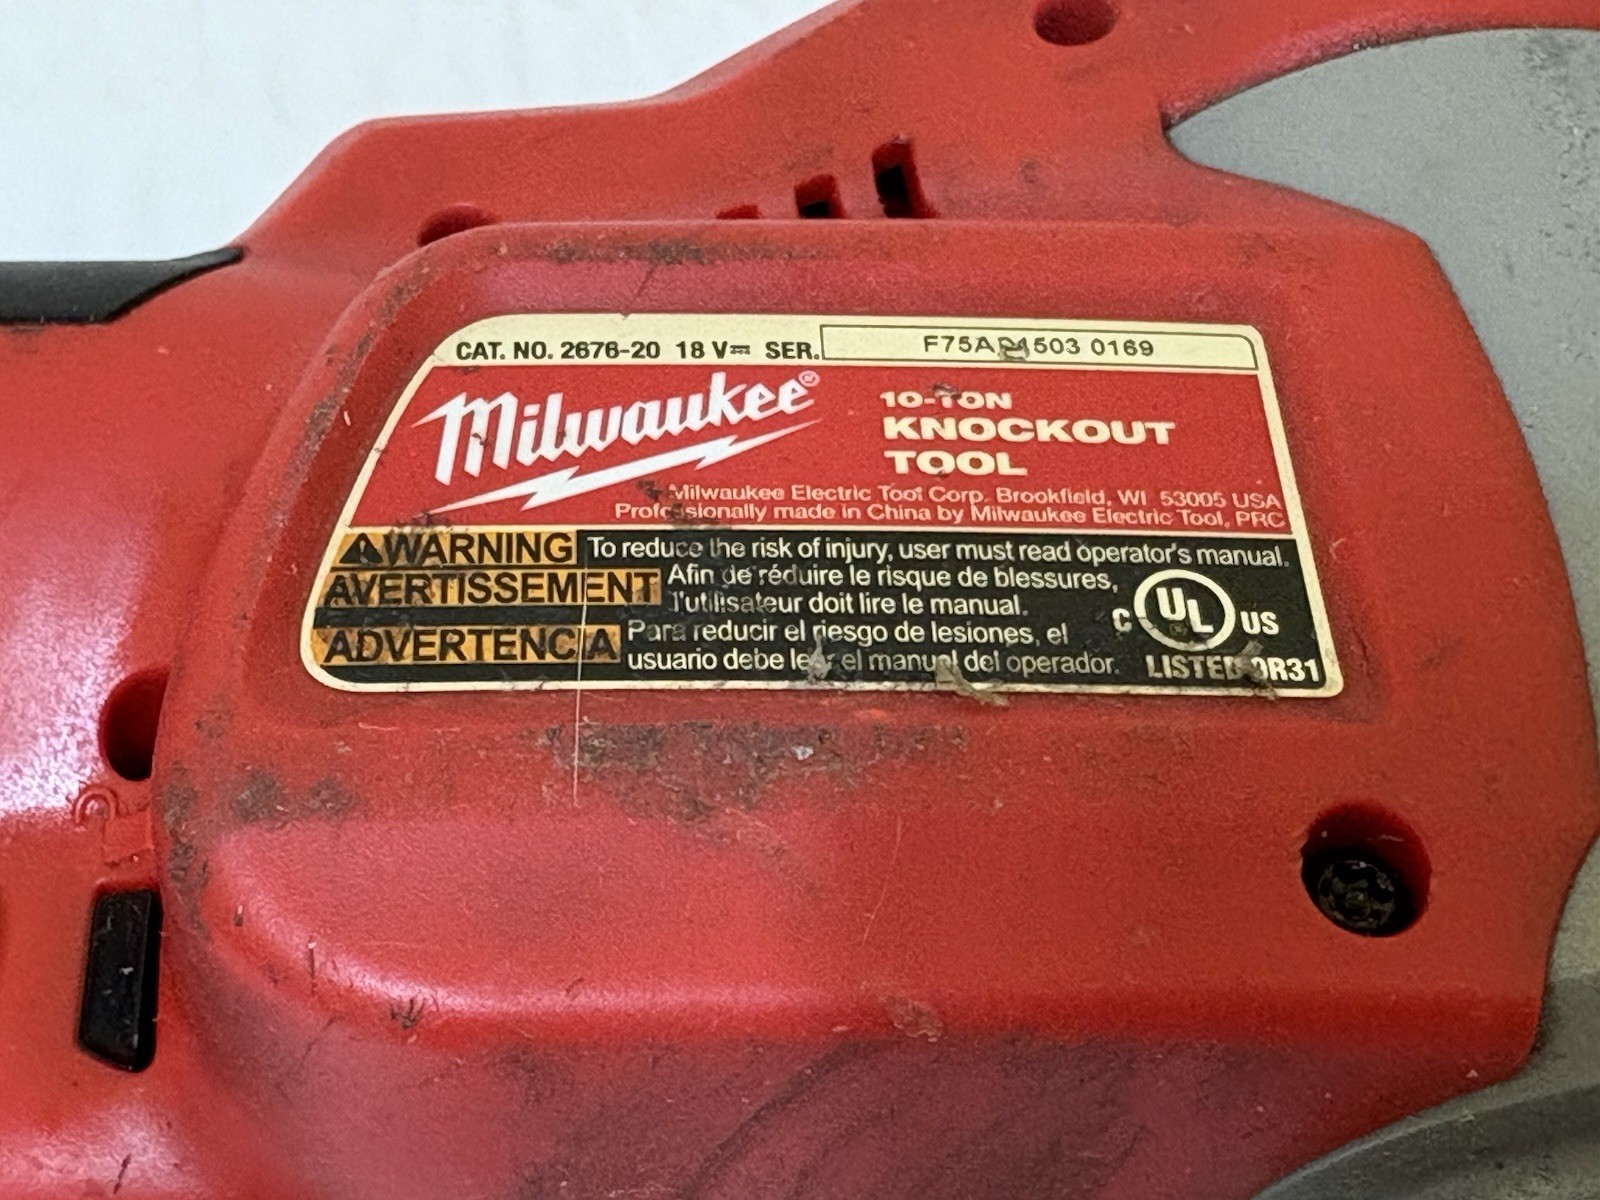 CAT. NO. 2676-20 18 V⎓ SER. 0169
Milwaukee®
10-TON
KNOCKOUT
TOOL
Milwaukee Electric Tool Corp. Brookfield, WI 53005 USA
Professionally made in China by Milwaukee Electric Tool, PRC
WARNING To reduce the risk of injury, user must read operator's manual.
AVERTISSEMENT Afin de réduire le risque de blessures,
l'utilisateur doit lire le manual.
ADVERTENCIA Para reducir el riesgo de lesiones, el
usuario debe leer el manual del operador.
C UL US
LISTED